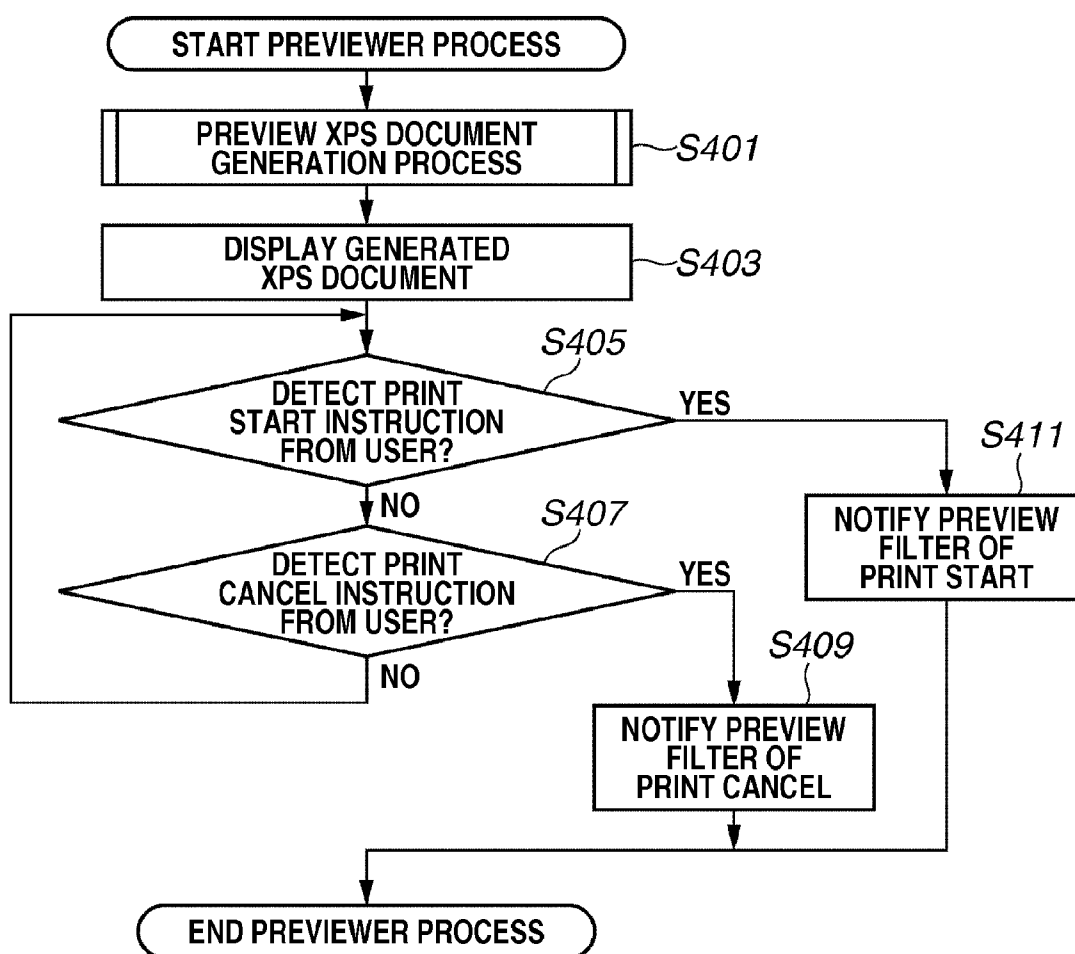 START PREVIEWER PROCESS
PREVIEW XPS DOCUMENT
GENERATION PROCESS
S401
DISPLAY GENERATED
XPS DOCUMENT
S403
S405
DETECT PRINT
START INSTRUCTION
FROM USER?
YES
NO
S411
NOTIFY PREVIEW
FILTER OF
PRINT START
S407
DETECT PRINT
CANCEL INSTRUCTION
FROM USER?
YES
NO
S409
NOTIFY PREVIEW
FILTER OF
PRINT CANCEL
END PREVIEWER PROCESS